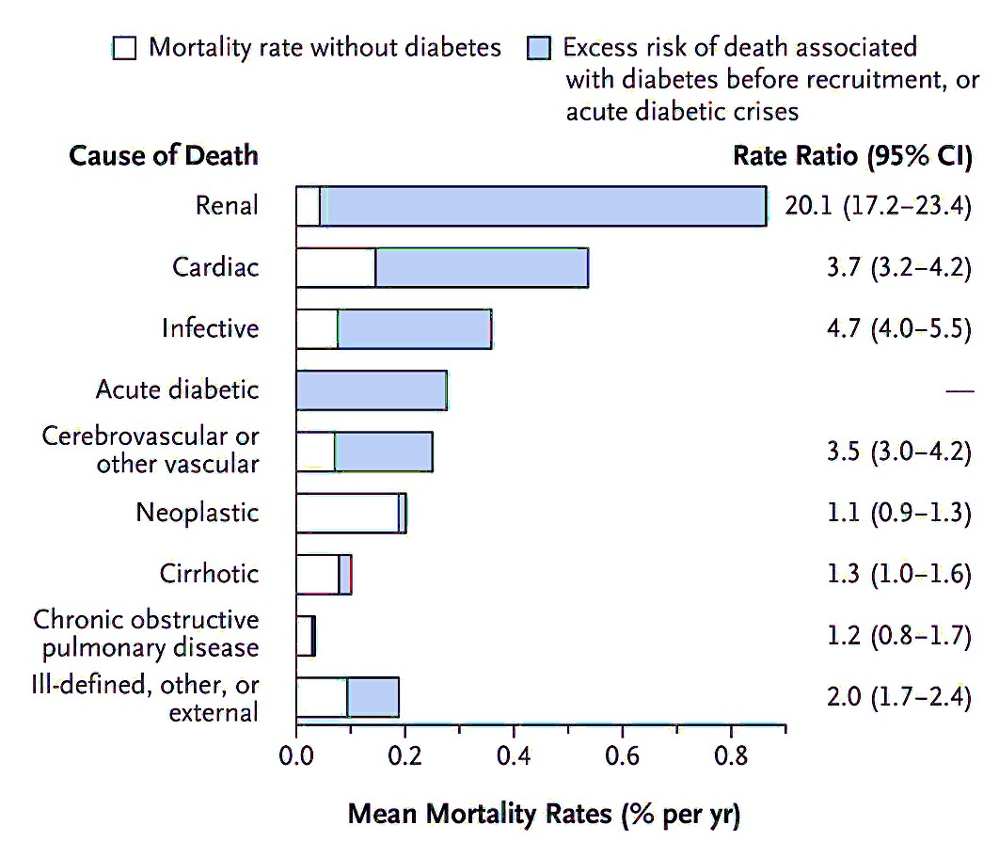 Mortality rate without diabetes
Excess risk of death associated
with diabetes before recruitment, or
acute diabetic crises
Cause of Death
Rate Ratio (95% CI)
Renal
20.1 (17.2–23.4)
Cardiac
3.7 (3.2–4.2)
Infective
4.7 (4.0–5.5)
Acute diabetic
—
Cerebrovascular or
other vascular
3.5 (3.0–4.2)
Neoplastic
1.1 (0.9–1.3)
Cirrhotic
1.3 (1.0–1.6)
Chronic obstructive
pulmonary disease
1.2 (0.8–1.7)
Ill-defined, other, or
external
2.0 (1.7–2.4)
0.0 0.2 0.4 0.6 0.8
Mean Mortality Rates (% per yr)